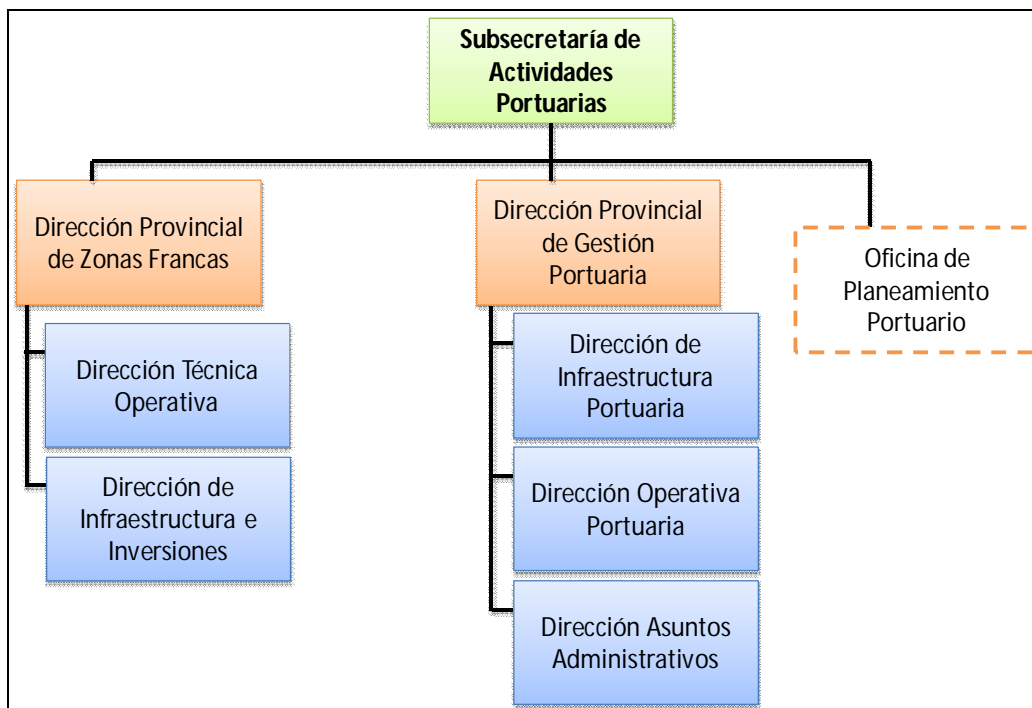 Subsecretaría de
Actividades
Portuarias
Dirección Provincial
de Zonas Francas
Dirección Provincial
de Gestión
Portuaria
Oficina de
Planeamiento
Portuario
Dirección Técnica
Operativa
Dirección de
Infraestructura e
Inversiones
Dirección de
Infraestructura
Portuaria
Dirección Operativa
Portuaria
Dirección Asuntos
Administrativos